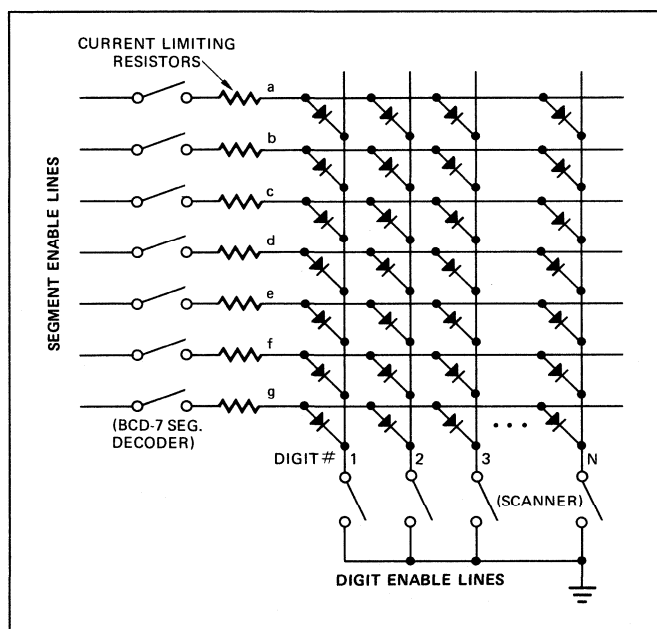 CURRENT LIMITING
RESISTORS
a
b
c
d
e
f
g
SEGMENT ENABLE LINES
(BCD-7 SEG.
DECODER)
DIGIT # 1 2 3 N
(SCANNER)
DIGIT ENABLE LINES